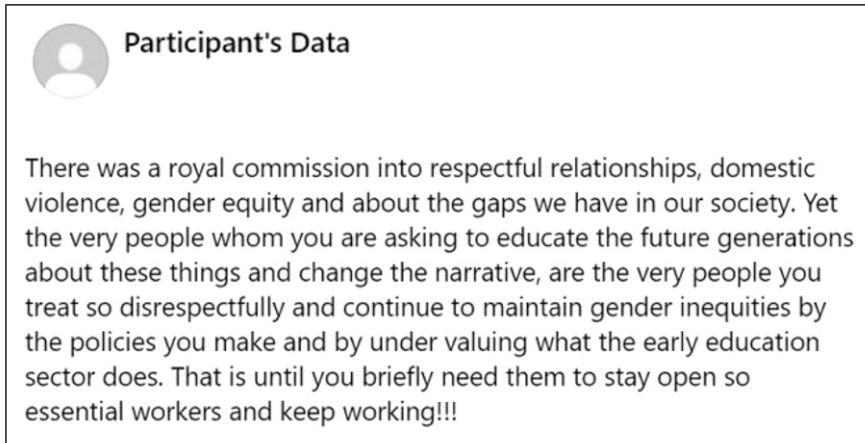 Participant's Data
There was a royal commission into respectful relationships, domestic
violence, gender equity and about the gaps we have in our society. Yet
the very people whom you are asking to educate the future generations
about these things and change the narrative, are the very people you
treat so disrespectfully and continue to maintain gender inequities by
the policies you make and by under valuing what the early education
sector does. That is until you briefly need them to stay open so
essential workers and keep working!!!